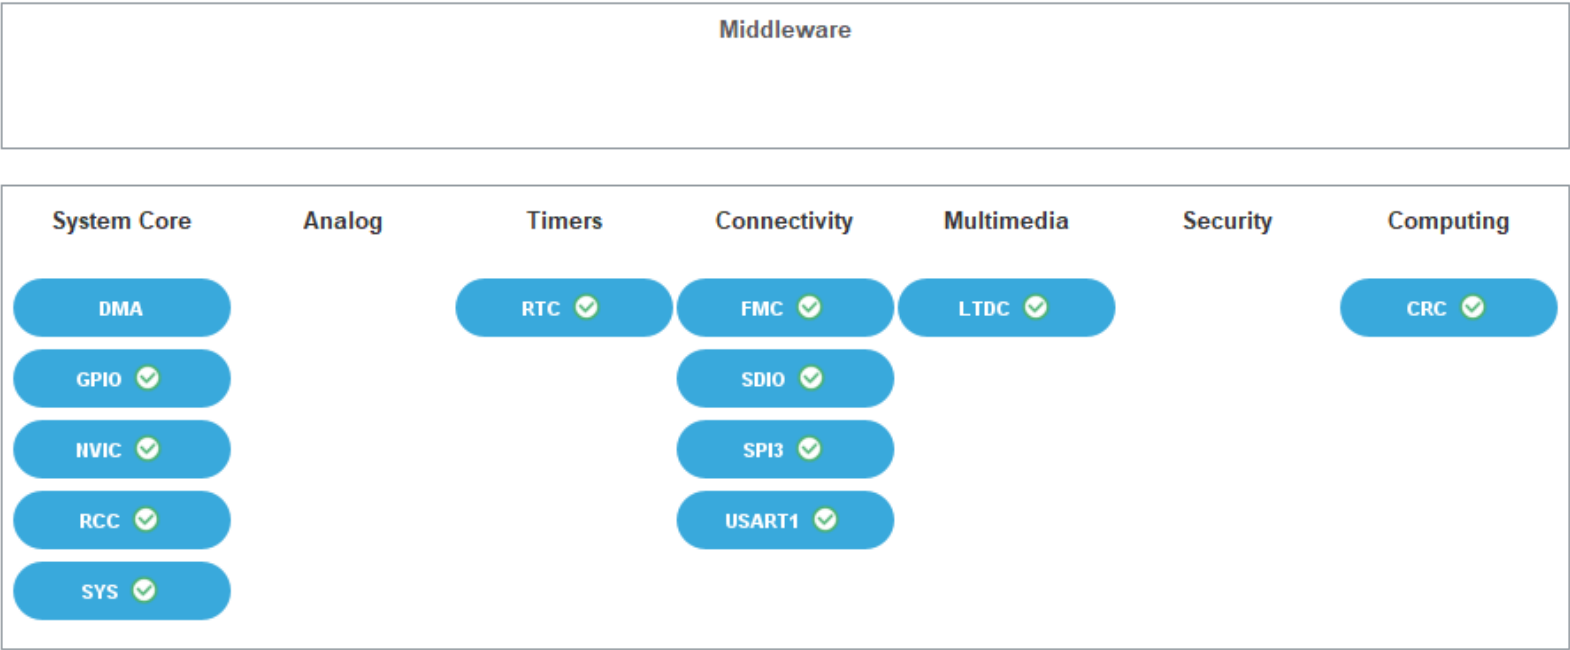 Middleware
System Core Analog Timers Connectivity Multimedia Security Computing
DMA RTC FMC LTDC CRC
GPIO SDIO
NVIC SPI3
RCC USART1
SYS